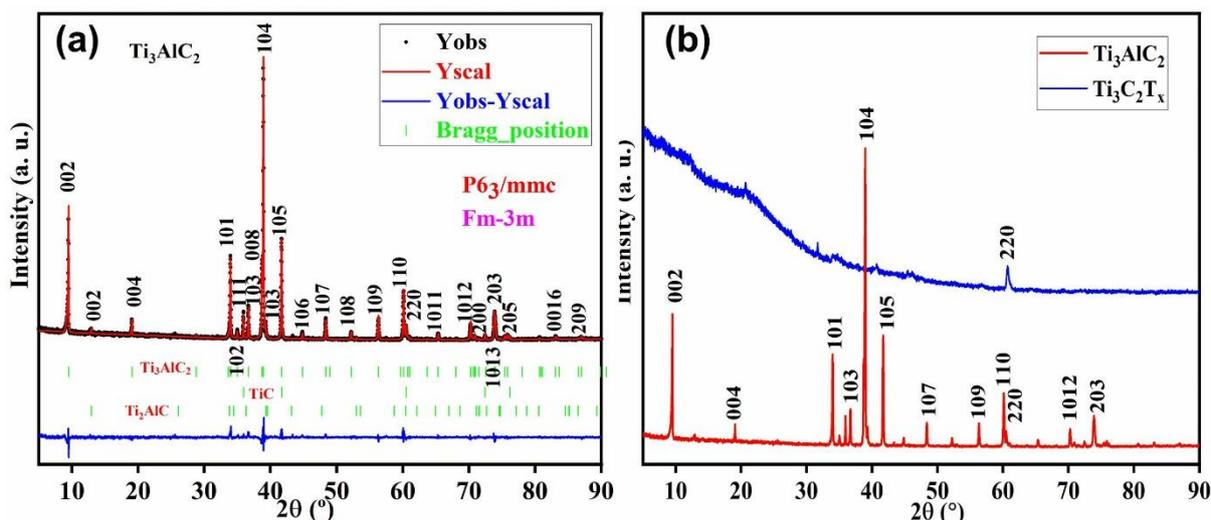 (a)
Ti3AlC2
Yobs
Yscal
Yobs-Yscal
Bragg_position
P63/mmc
Fm-3m
002
002
004
101
102
111
103
008
104
103
105
106
107
108
109
110
220
1011
1012
200
203
1013
205
0016
209
Ti3AlC2
TiC
Ti2AlC
Intensity (a. u.)
10 20 30 40 50 60 70 80 90
2θ (º)
(b)
Ti3AlC2
Ti3C2Tx
220
002
004
101
103
104
105
107
109
110
220
1012
203
Intensity (a. u.)
10 20 30 40 50 60 70 80 90
2θ (º)